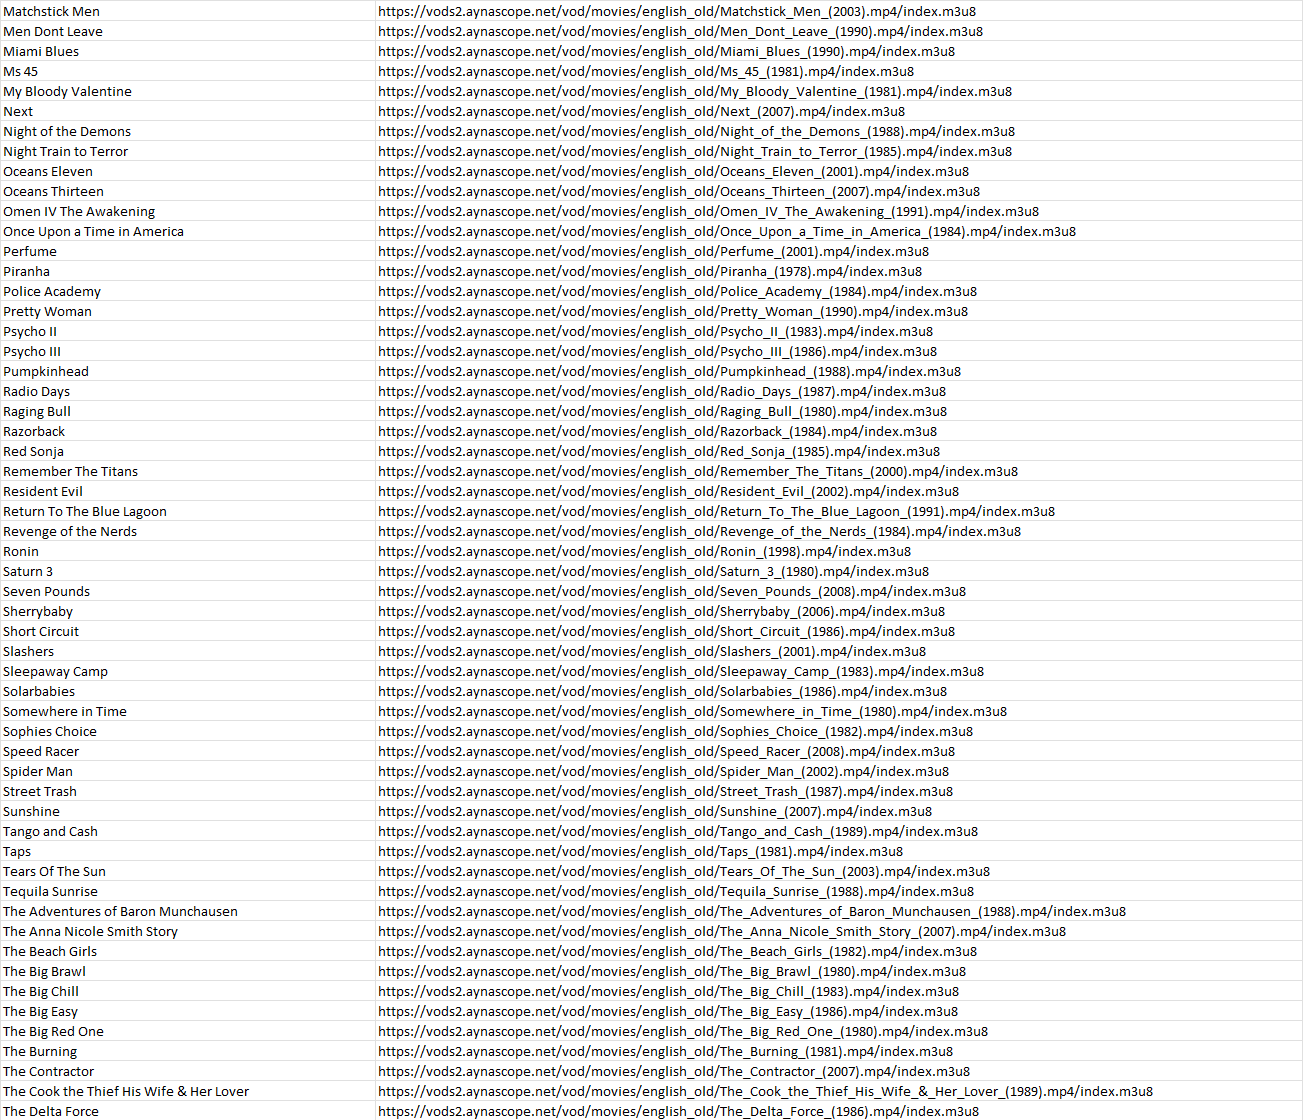 Matchstick Men https://vods2.aynascope.net/vod/movies/english_old/Matchstick_Men_(2003).mp4/index.m3u8
Men Dont Leave https://vods2.aynascope.net/vod/movies/english_old/Men_Dont_Leave_(1990).mp4/index.m3u8
Miami Blues https://vods2.aynascope.net/vod/movies/english_old/Miami_Blues_(1990).mp4/index.m3u8
Ms 45 https://vods2.aynascope.net/vod/movies/english_old/Ms_45_(1981).mp4/index.m3u8
My Bloody Valentine https://vods2.aynascope.net/vod/movies/english_old/My_Bloody_Valentine_(1981).mp4/index.m3u8
Next https://vods2.aynascope.net/vod/movies/english_old/Next_(2007).mp4/index.m3u8
Night of the Demons https://vods2.aynascope.net/vod/movies/english_old/Night_of_the_Demons_(1988).mp4/index.m3u8
Night Train to Terror https://vods2.aynascope.net/vod/movies/english_old/Night_Train_to_Terror_(1985).mp4/index.m3u8
Oceans Eleven https://vods2.aynascope.net/vod/movies/english_old/Oceans_Eleven_(2001).mp4/index.m3u8
Oceans Thirteen https://vods2.aynascope.net/vod/movies/english_old/Oceans_Thirteen_(2007).mp4/index.m3u8
Omen IV The Awakening https://vods2.aynascope.net/vod/movies/english_old/Omen_IV_The_Awakening_(1991).mp4/index.m3u8
Once Upon a Time in America https://vods2.aynascope.net/vod/movies/english_old/Once_Upon_a_Time_in_America_(1984).mp4/index.m3u8
Perfume https://vods2.aynascope.net/vod/movies/english_old/Perfume_(2001).mp4/index.m3u8
Piranha https://vods2.aynascope.net/vod/movies/english_old/Piranha_(1978).mp4/index.m3u8
Police Academy https://vods2.aynascope.net/vod/movies/english_old/Police_Academy_(1984).mp4/index.m3u8
Pretty Woman https://vods2.aynascope.net/vod/movies/english_old/Pretty_Woman_(1990).mp4/index.m3u8
Psycho II https://vods2.aynascope.net/vod/movies/english_old/Psycho_II_(1983).mp4/index.m3u8
Psycho III https://vods2.aynascope.net/vod/movies/english_old/Psycho_III_(1986).mp4/index.m3u8
Pumpkinhead https://vods2.aynascope.net/vod/movies/english_old/Pumpkinhead_(1988).mp4/index.m3u8
Radio Days https://vods2.aynascope.net/vod/movies/english_old/Radio_Days_(1987).mp4/index.m3u8
Raging Bull https://vods2.aynascope.net/vod/movies/english_old/Raging_Bull_(1980).mp4/index.m3u8
Razorback https://vods2.aynascope.net/vod/movies/english_old/Razorback_(1984).mp4/index.m3u8
Red Sonja https://vods2.aynascope.net/vod/movies/english_old/Red_Sonja_(1985).mp4/index.m3u8
Remember The Titans https://vods2.aynascope.net/vod/movies/english_old/Remember_The_Titans_(2000).mp4/index.m3u8
Resident Evil https://vods2.aynascope.net/vod/movies/english_old/Resident_Evil_(2002).mp4/index.m3u8
Return To The Blue Lagoon https://vods2.aynascope.net/vod/movies/english_old/Return_To_The_Blue_Lagoon_(1991).mp4/index.m3u8
Revenge of the Nerds https://vods2.aynascope.net/vod/movies/english_old/Revenge_of_the_Nerds_(1984).mp4/index.m3u8
Ronin https://vods2.aynascope.net/vod/movies/english_old/Ronin_(1998).mp4/index.m3u8
Saturn 3 https://vods2.aynascope.net/vod/movies/english_old/Saturn_3_(1980).mp4/index.m3u8
Seven Pounds https://vods2.aynascope.net/vod/movies/english_old/Seven_Pounds_(2008).mp4/index.m3u8
Sherrybaby https://vods2.aynascope.net/vod/movies/english_old/Sherrybaby_(2006).mp4/index.m3u8
Short Circuit https://vods2.aynascope.net/vod/movies/english_old/Short_Circuit_(1986).mp4/index.m3u8
Slashers https://vods2.aynascope.net/vod/movies/english_old/Slashers_(2001).mp4/index.m3u8
Sleepaway Camp https://vods2.aynascope.net/vod/movies/english_old/Sleepaway_Camp_(1983).mp4/index.m3u8
Solarbabies https://vods2.aynascope.net/vod/movies/english_old/Solarbabies_(1986).mp4/index.m3u8
Somewhere in Time https://vods2.aynascope.net/vod/movies/english_old/Somewhere_in_Time_(1980).mp4/index.m3u8
Sophies Choice https://vods2.aynascope.net/vod/movies/english_old/Sophies_Choice_(1982).mp4/index.m3u8
Speed Racer https://vods2.aynascope.net/vod/movies/english_old/Speed_Racer_(2008).mp4/index.m3u8
Spider Man https://vods2.aynascope.net/vod/movies/english_old/Spider_Man_(2002).mp4/index.m3u8
Street Trash https://vods2.aynascope.net/vod/movies/english_old/Street_Trash_(1987).mp4/index.m3u8
Sunshine https://vods2.aynascope.net/vod/movies/english_old/Sunshine_(2007).mp4/index.m3u8
Tango and Cash https://vods2.aynascope.net/vod/movies/english_old/Tango_and_Cash_(1989).mp4/index.m3u8
Taps https://vods2.aynascope.net/vod/movies/english_old/Taps_(1981).mp4/index.m3u8
Tears Of The Sun https://vods2.aynascope.net/vod/movies/english_old/Tears_Of_The_Sun_(2003).mp4/index.m3u8
Tequila Sunrise https://vods2.aynascope.net/vod/movies/english_old/Tequila_Sunrise_(1988).mp4/index.m3u8
The Adventures of Baron Munchausen https://vods2.aynascope.net/vod/movies/english_old/The_Adventures_of_Baron_Munchausen_(1988).mp4/index.m3u8
The Anna Nicole Smith Story https://vods2.aynascope.net/vod/movies/english_old/The_Anna_Nicole_Smith_Story_(2007).mp4/index.m3u8
The Beach Girls https://vods2.aynascope.net/vod/movies/english_old/The_Beach_Girls_(1982).mp4/index.m3u8
The Big Brawl https://vods2.aynascope.net/vod/movies/english_old/The_Big_Brawl_(1980).mp4/index.m3u8
The Big Chill https://vods2.aynascope.net/vod/movies/english_old/The_Big_Chill_(1983).mp4/index.m3u8
The Big Easy https://vods2.aynascope.net/vod/movies/english_old/The_Big_Easy_(1986).mp4/index.m3u8
The Big Red One https://vods2.aynascope.net/vod/movies/english_old/The_Big_Red_One_(1980).mp4/index.m3u8
The Burning https://vods2.aynascope.net/vod/movies/english_old/The_Burning_(1981).mp4/index.m3u8
The Contractor https://vods2.aynascope.net/vod/movies/english_old/The_Contractor_(2007).mp4/index.m3u8
The Cook the Thief His Wife & Her Lover https://vods2.aynascope.net/vod/movies/english_old/The_Cook_the_Thief_His_Wife_&_Her_Lover_(1989).mp4/index.m3u8
The Delta Force https://vods2.aynascope.net/vod/movies/english_old/The_Delta_Force_(1986).mp4/index.m3u8